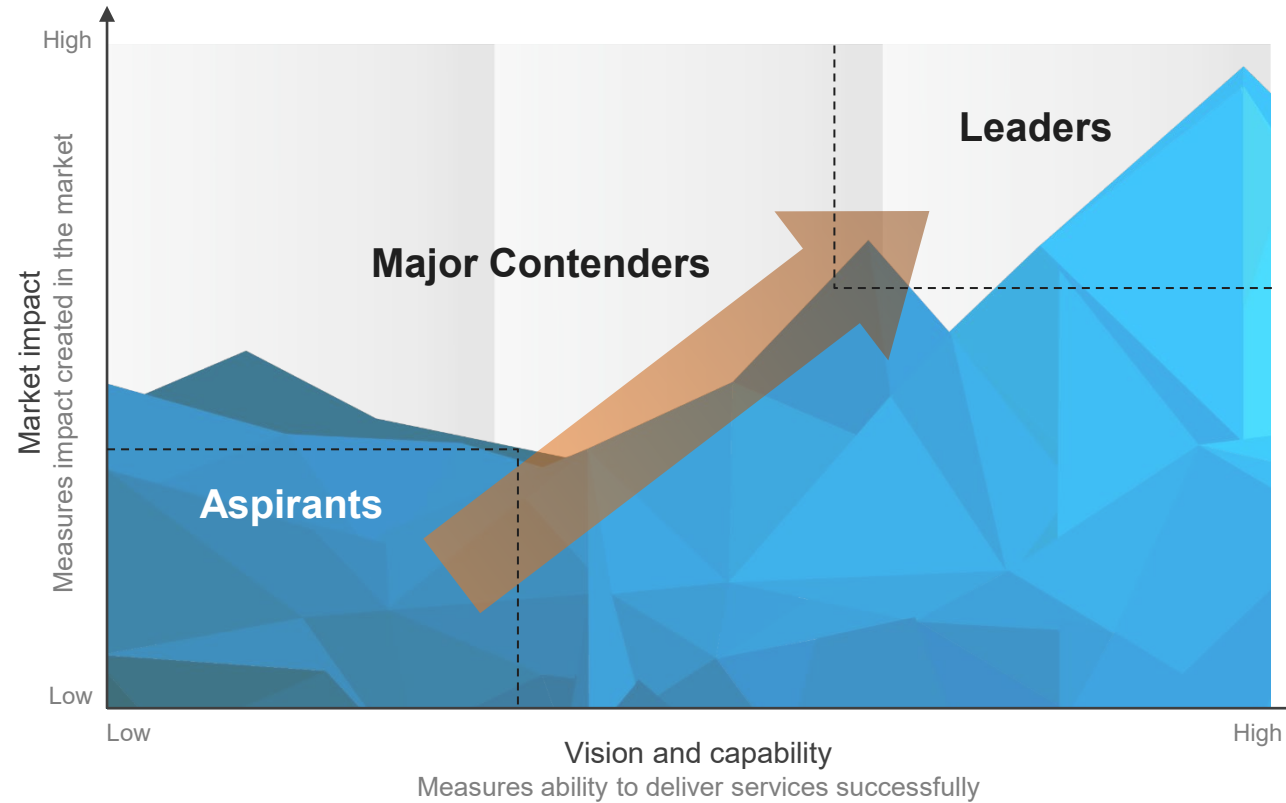 High
Leaders
Major Contenders
Market impact
Measures impact created in the market
Aspirants
Low
Low
High
Vision and capability
Measures ability to deliver services successfully